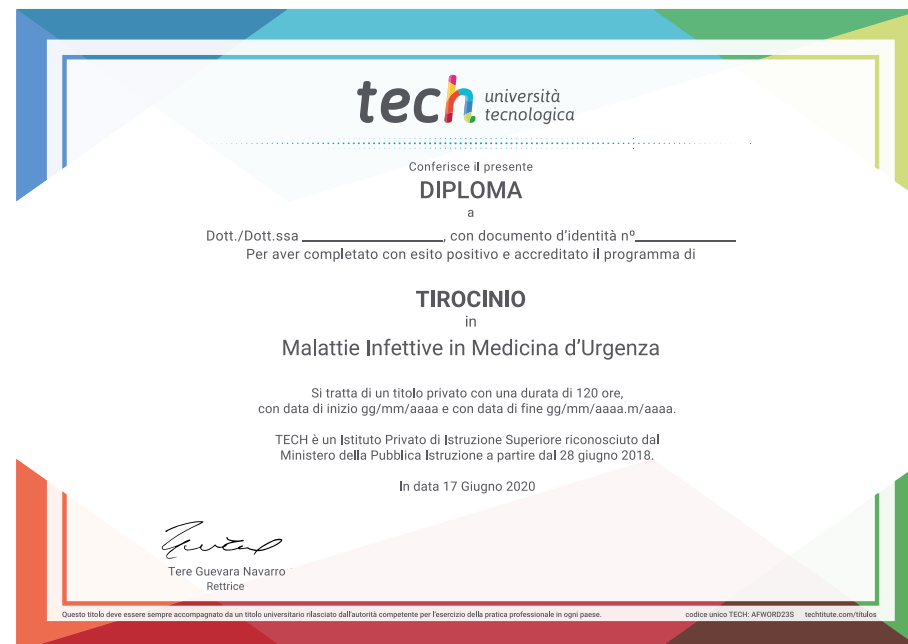 tech università
tecnologica
Conferisce il presente
DIPLOMA
a
Dott./Dott.ssa ____________________, con documento d'identità nº______________
Per aver completato con esito positivo e accreditato il programma di
TIROCINIO
in
Malattie Infettive in Medicina d'Urgenza
Si tratta di un titolo privato con una durata di 120 ore,
con data di inizio gg/mm/aaaa e con data di fine gg/mm/aaaa.m/aaaa.
TECH è un Istituto Privato di Istruzione Superiore riconosciuto dal
Ministero della Pubblica Istruzione a partire dal 28 giugno 2018.
In data 17 Giugno 2020
Tere Guevara Navarro
Rettrice
Questo titolo deve essere sempre accompagnato da un titolo universitario rilasciato dall'autorità competente per l'esercizio della pratica professionale in ogni paese. codice unico TECH: AFWORD23S techtitute.com/titulos